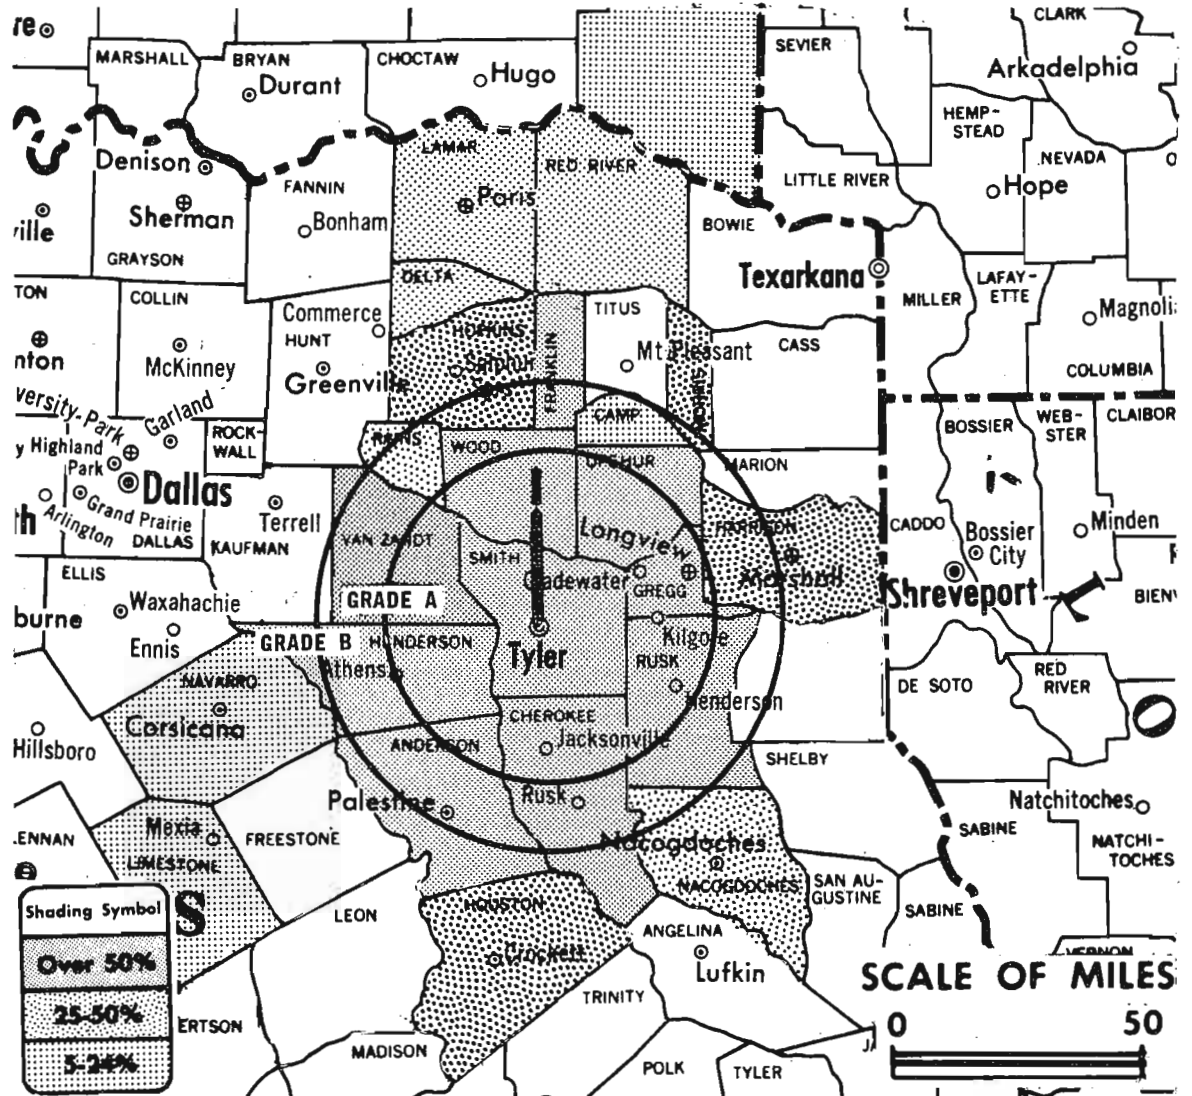 re
MARSHALL
BRYAN
Durant
CHOCTAW
Hugo
SEVIER
CLARK
Arkadelphia
HEMP-
STEAD
NEVADA
Hope
LITTLE RIVER
Denison
Sherman
GRAYSON
FANNIN
Bonham
LAMAR
Paris
RED RIVER
BOWIE
Texarkana
MILLER
LAFAY-
ETTE
Magnoli
COLUMBIA
ville
TON
nton
COLLIN
McKinney
Commerce
HUNT
Greenville
DELTA
HOPKINS
Sulphur
FRANKLIN
TITUS
Mt Pleasant
CASS
versity-Park
Garland
y Highland
Park
ROCK-
WALL
Dallas
Grand Prairie
Arlington
DALLAS
th
Terrell
KAUFMAN
RAINS
WOOD
CAMP
UPSHUR
MARION
HARRISON
Marshall
BOSSIER
WEB-
STER
CLAIBOR
CADDO
Bossier
City
Minden
Shreveport
BIENV
VAN ZANDT
SMITH
Longview
Gladewater
GREGG
Kilgore
GRADE A
GRADE B
HENDERSON
Athens
Tyler
RUSK
Henderson
ELLIS
Waxahachie
Ennis
burne
Hillsboro
NAVARRO
Corsicana
CHEROKEE
Jacksonville
ANDERSON
Palestine
Rusk
SHELBY
DE SOTO
RED
RIVER
Natchitoches
NATCHI-
TOCHES
SABINE
SABINE
Mexia
LIMESTONE
FREESTONE
LENNAN
LEON
Nacogdoches
NACOGDOCHES
SAN AU-
GUSTINE
HOUSTON
Crockett
ANGELINA
Lufkin
VERNON
TRINITY
ERTSON
MADISON
POLK
TYLER
S
Shading Symbol
Over 50%
25-50%
5-24%
SCALE OF MILES
0 50